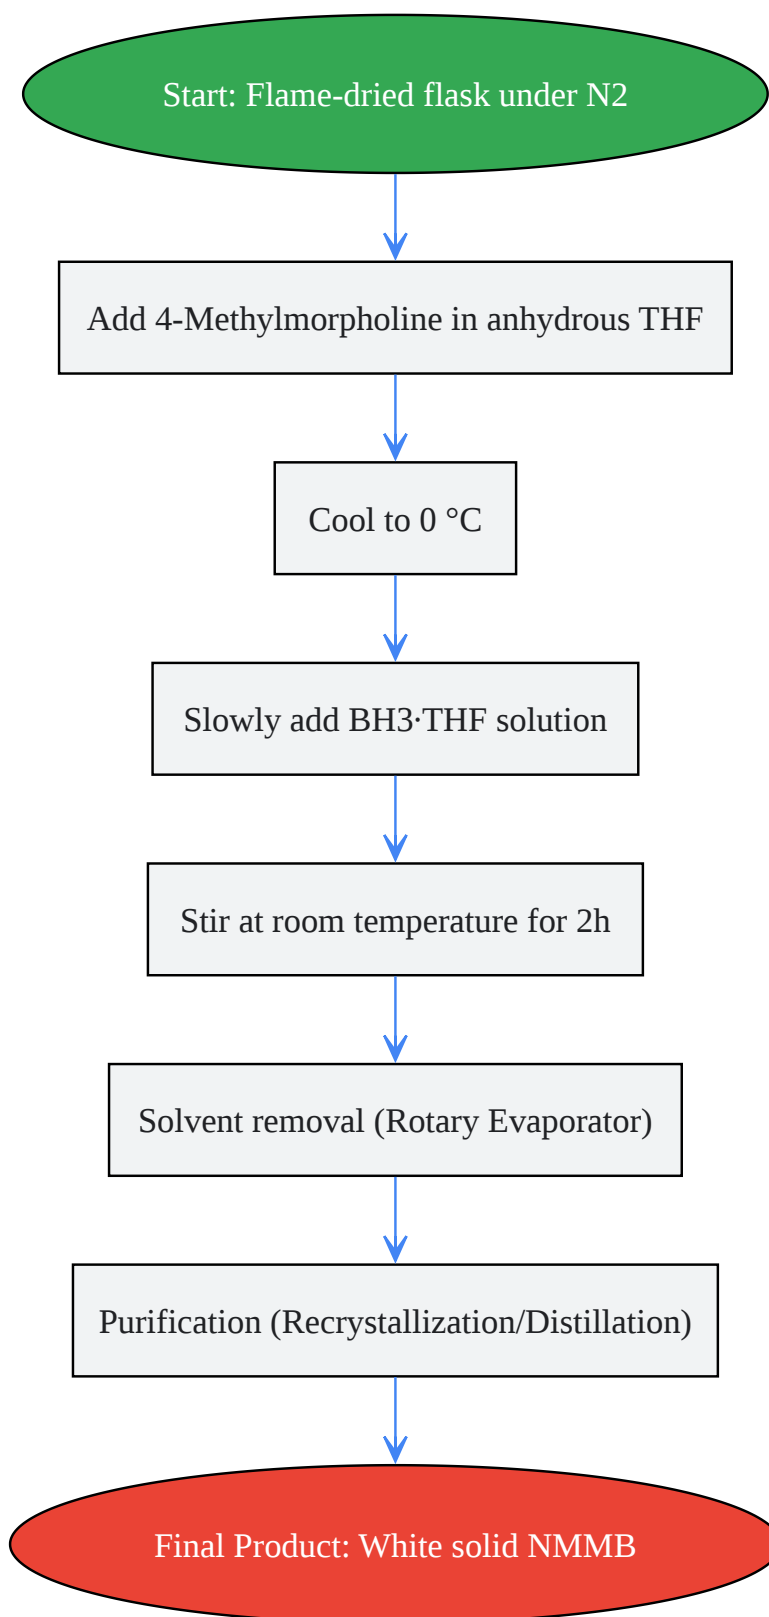 Start: Flame-dried flask under N2
Add 4-Methylmorpholine in anhydrous THF
Cool to 0 °C
Slowly add BH3·THF solution
Stir at room temperature for 2h
Solvent removal (Rotary Evaporator)
Purification (Recrystallization/Distillation)
Final Product: White solid NMMB